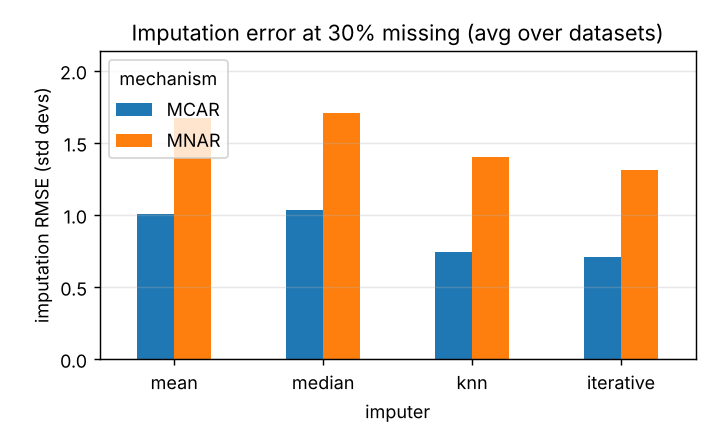 Imputation error at 30% missing (avg over datasets)
imputation RMSE (std devs)
2.0
1.5
1.0
0.5
0.0
mechanism
MCAR
MNAR
mean median knn iterative
imputer